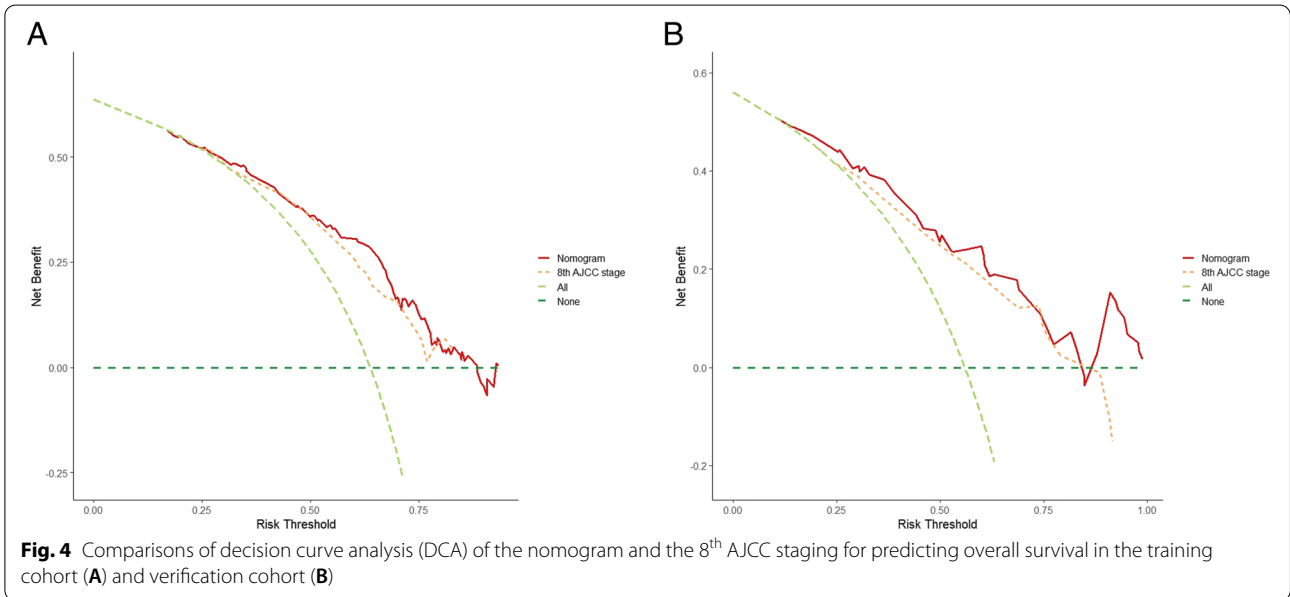 A
B
Net Benefit
0.50
0.25
0.00
-0.25
0.00
0.25
0.50
0.75
Risk Threshold
Nomogram
8th AJCC stage
All
None
Net Benefit
0.6
0.4
0.2
0.0
-0.2
0.00
0.25
0.50
0.75
1.00
Risk Threshold
Nomogram
8th AJCC stage
All
None
Fig. 4 Comparisons of decision curve analysis (DCA) of the nomogram and the 8th AJCC staging for predicting overall survival in the training
cohort (A) and verification cohort (B)